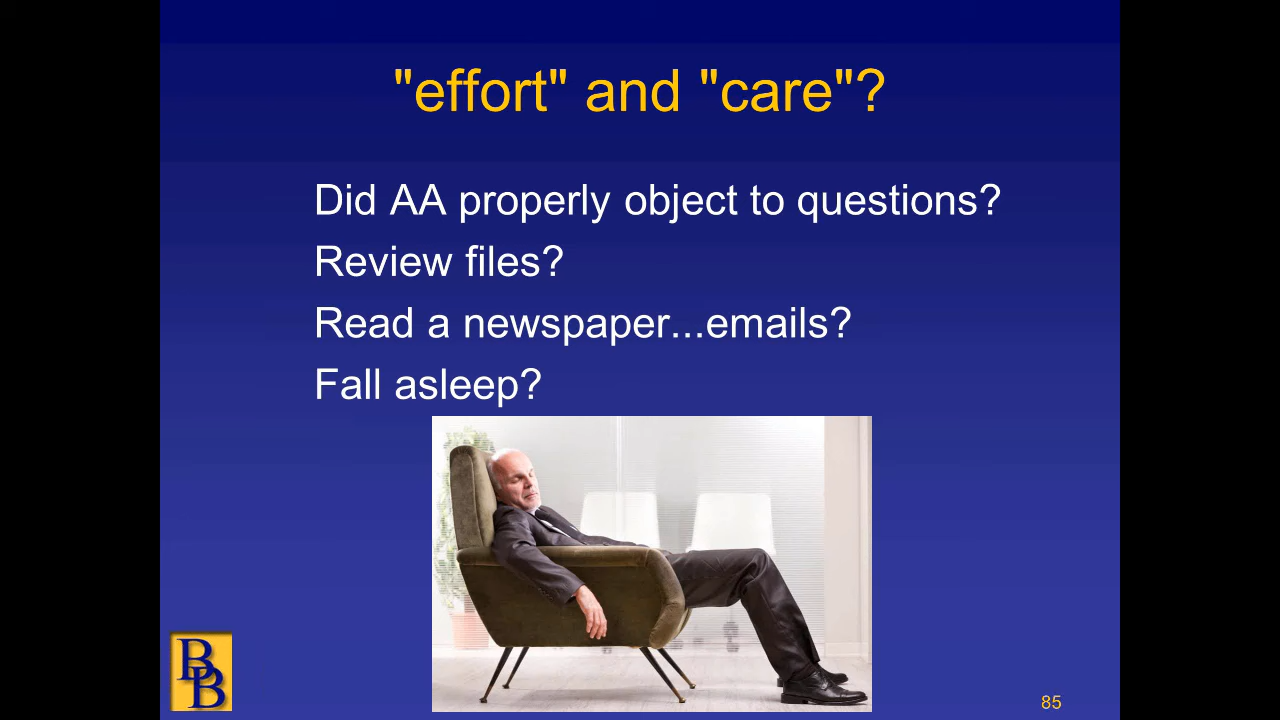 "effort" and "care"?
Did AA properly object to questions?
Review files?
Read a newspaper...emails?
Fall asleep?
BB
85